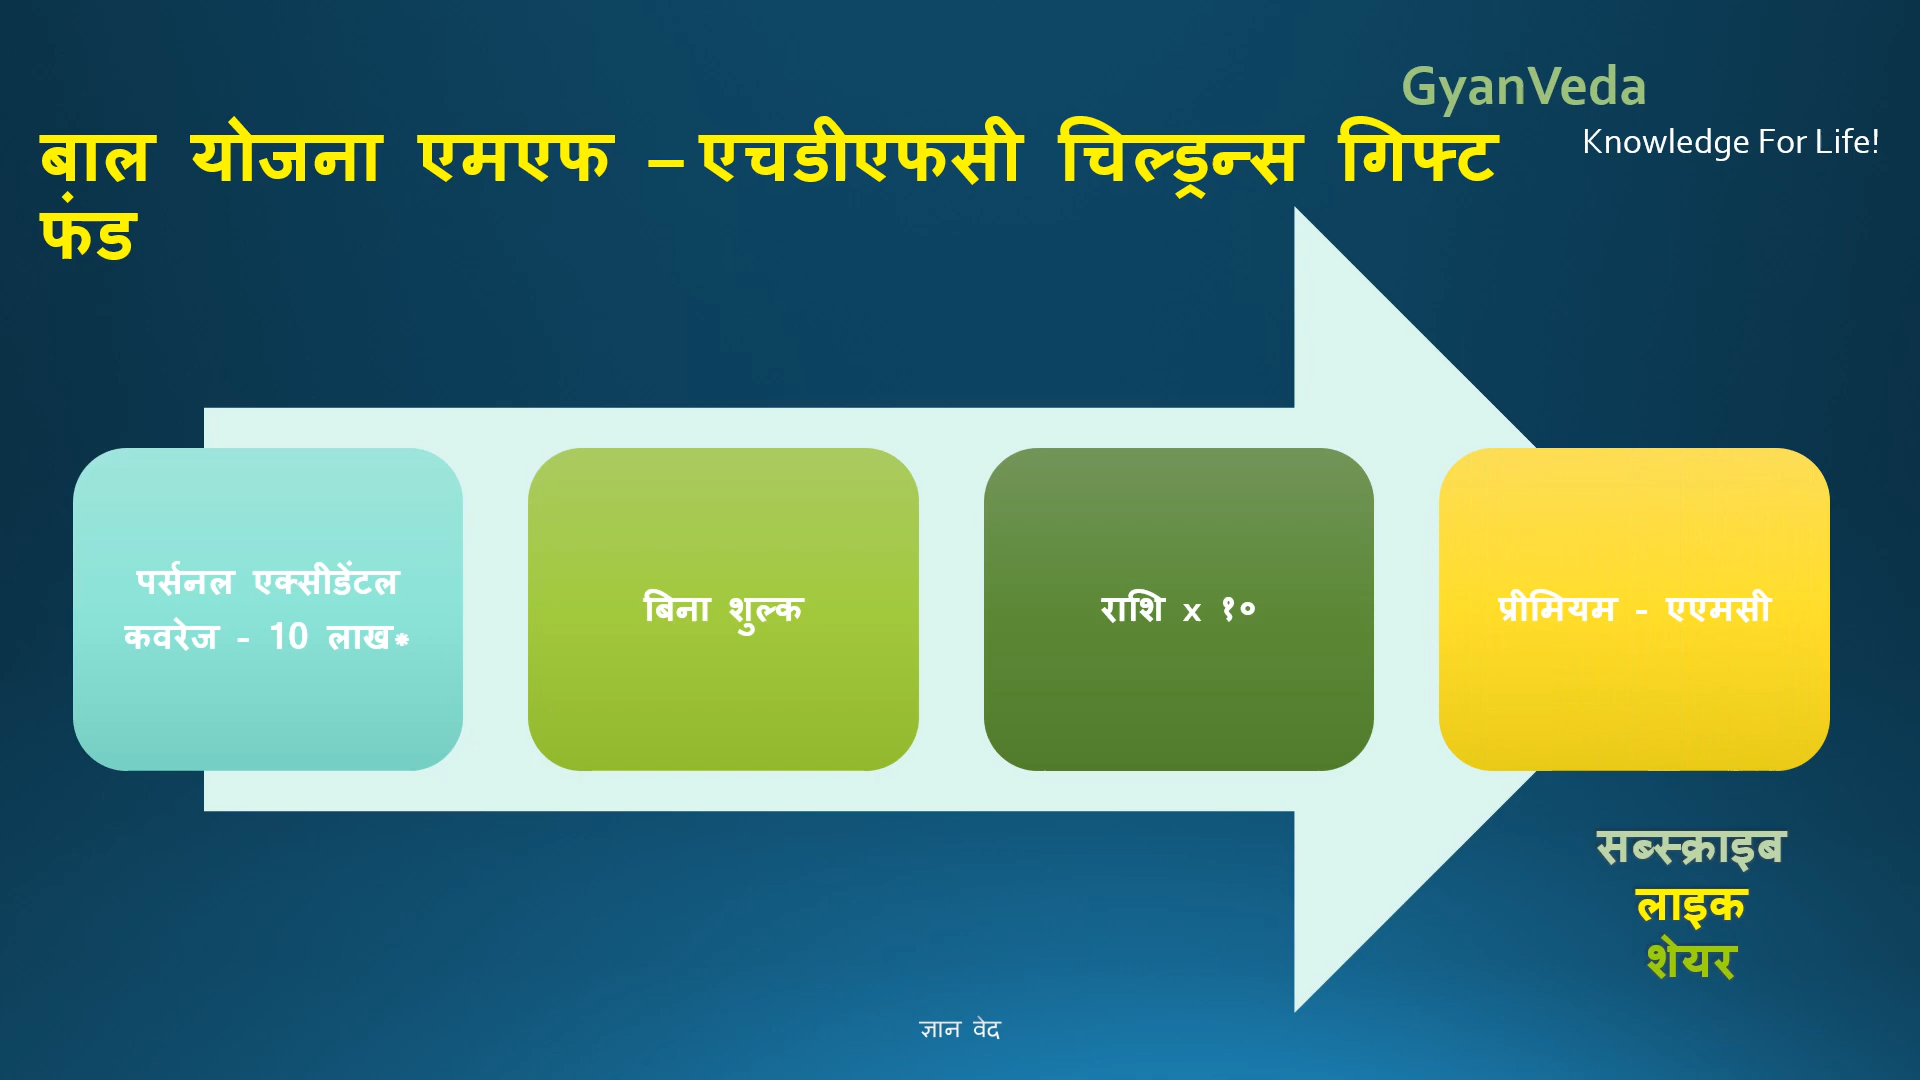 GyanVeda
Knowledge For Life!
बाल योजना एमएफ – एचडीएफसी चिल्ड्रन्स गिफ्ट
फंड
पर्सनल एक्सीडेंटल
कवरेज - 10 लाख*
बिना शुल्क
राशि x १०
प्रीमियम - एएमसी
सब्स्क्राइब
लाइक
शेयर
ज्ञान वेद